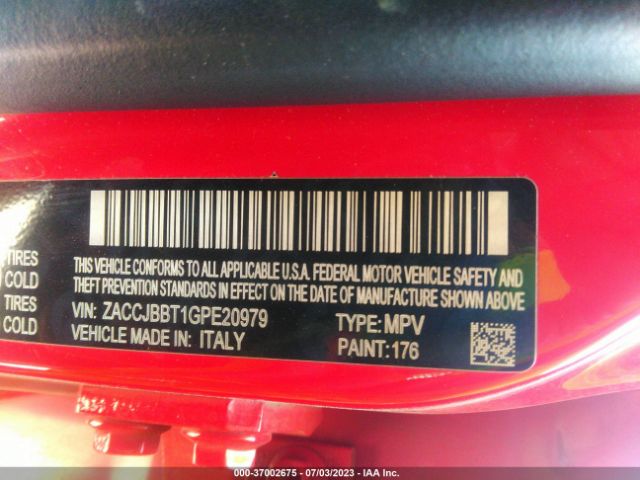 TIRES
COLD
TIRES
COLD
THIS VEHICLE CONFORMS TO ALL APPLICABLE U.S.A. FEDERAL MOTOR VEHICLE SAFETY AND
THEFT PREVENTION STANDARDS IN EFFECT ON THE DATE OF MANUFACTURE SHOWN ABOVE
VIN: ZACCJBBT1GPE20979 TYPE: MPV
VEHICLE MADE IN: ITALY PAINT: 176
000-37002675 - 07/03/2023 - IAA Inc.